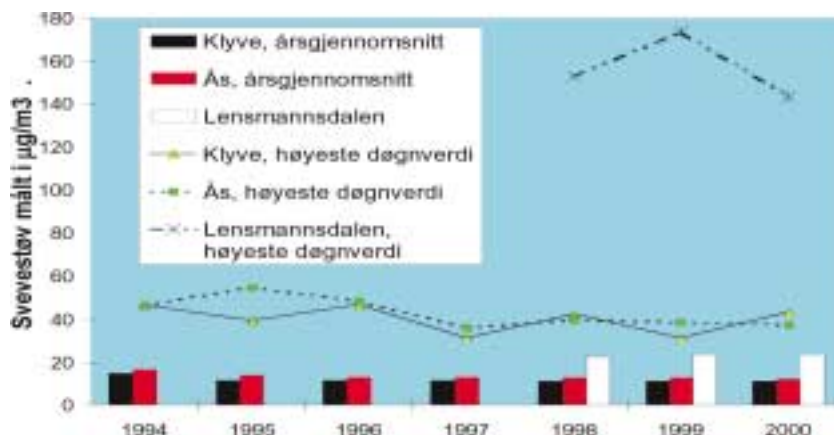 Svevestøv målt i µg/m3 .
180
160
140
120
100
80
60
40
20
0
Klyve, årsgjennomsnitt
Ås, årsgjennomsnitt
Lensmannsdalen
Klyve, høyeste døgnverdi
Ås, høyeste døgnverdi
Lensmannsdalen,
høyeste døgnverdi
1994 1995 1996 1997 1998 1999 2000